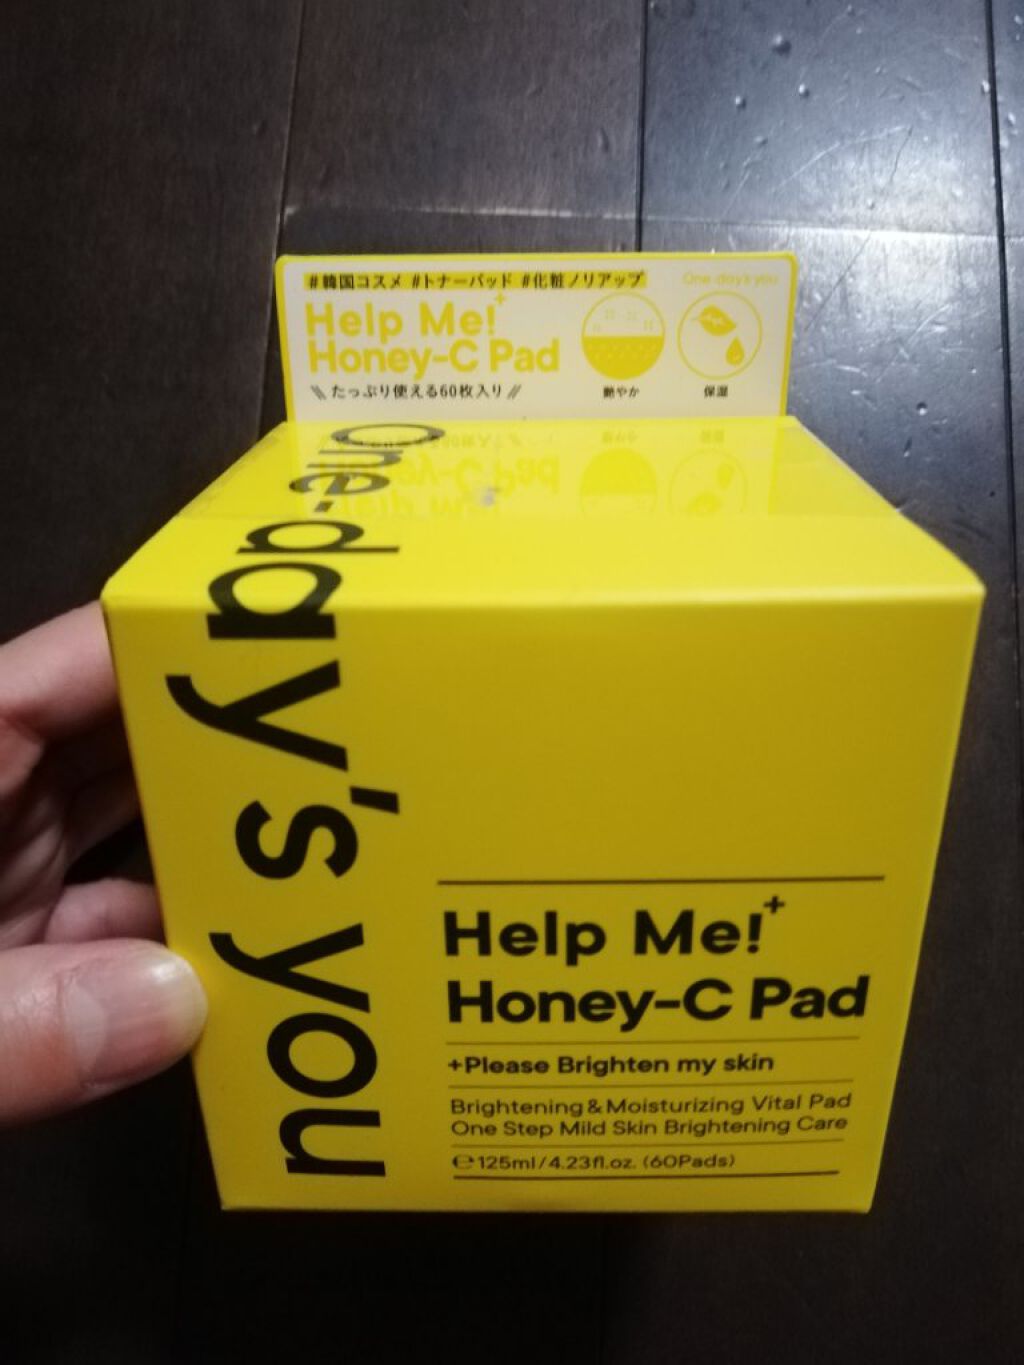 #韓国コスメ #トナーパッド #化粧ノリアップ
One-day's you
Help Me!+
Honey-C Pad
たっぷり使える60枚入り
艶やか
保湿
One-day's you
Help Me!+
Honey-C Pad
+Please Brighten my skin
Brightening & Moisturizing Vital Pad
One Step Mild Skin Brightening Care
℮125ml/4.23fl.oz. (60Pads)